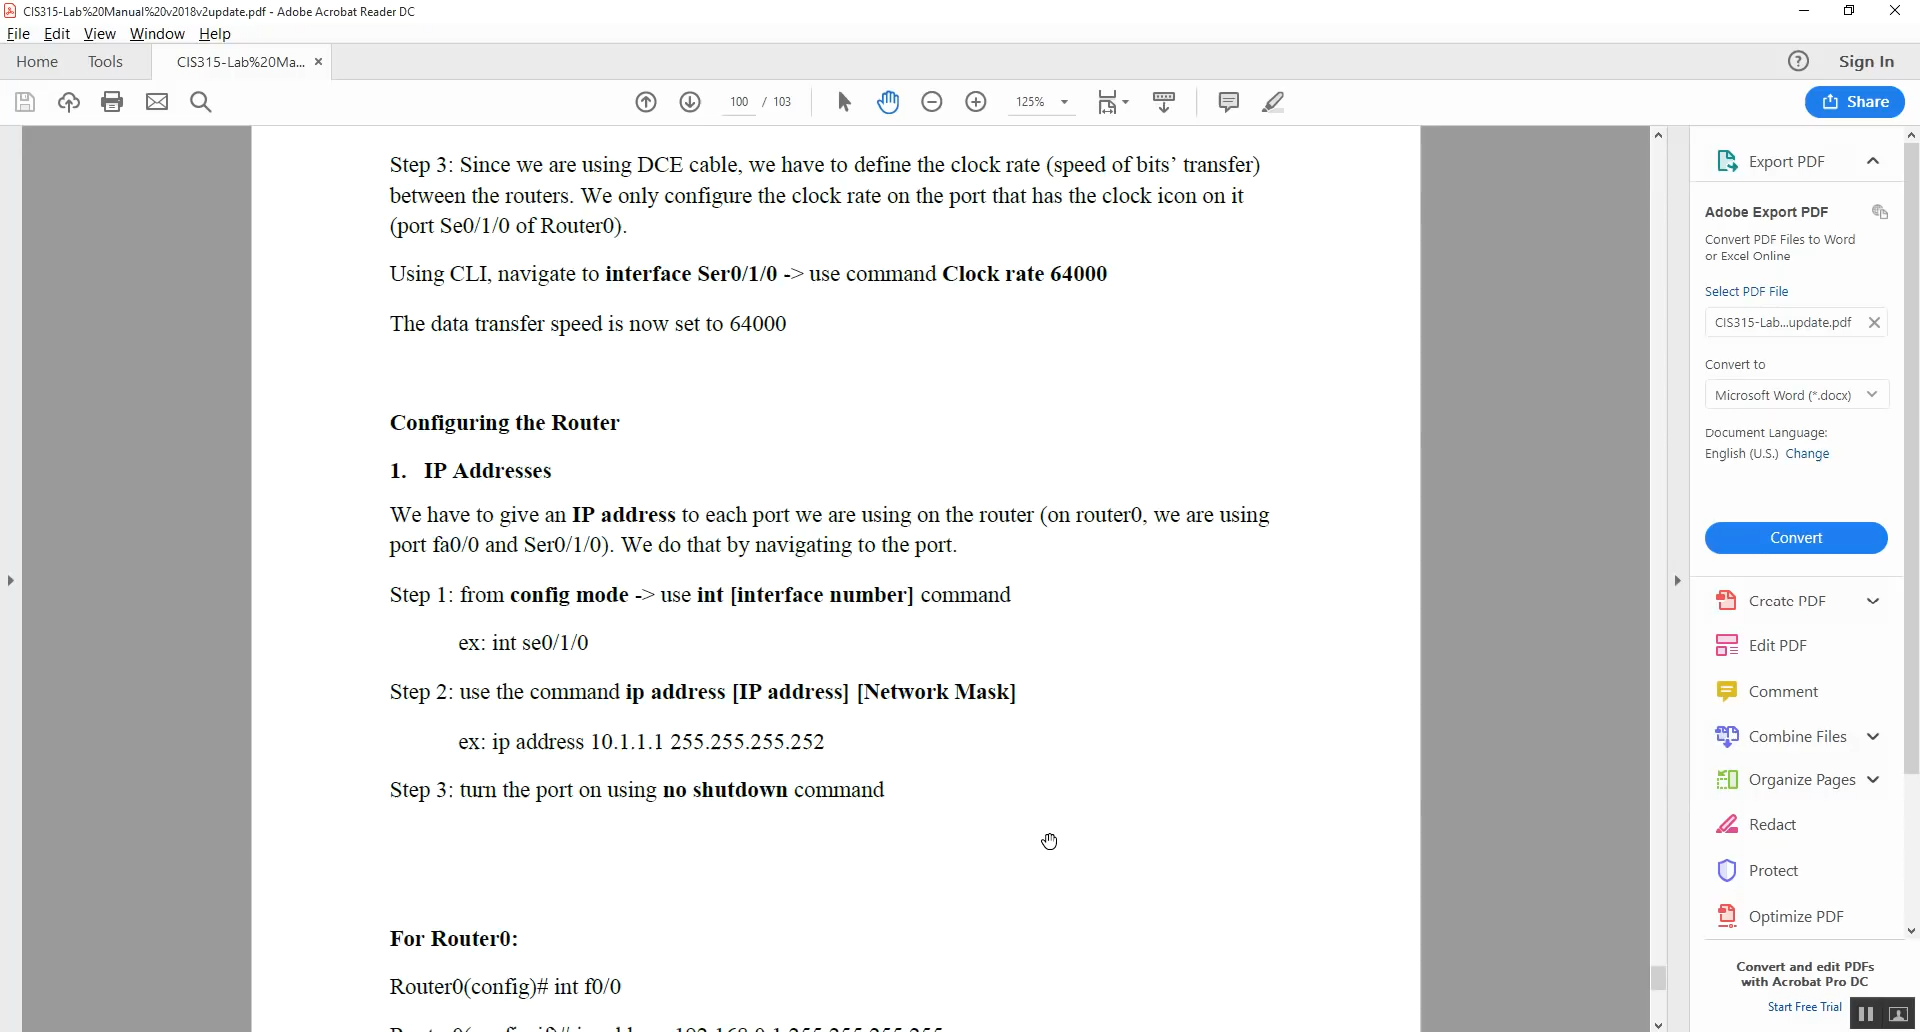 CIS315-Lab%20Manual%20v2018v2update.pdf - Adobe Acrobat Reader DC
File Edit View Window Help
Home Tools CIS315-Lab%20Ma... × Sign In
100 / 103 125% Share
Step 3: Since we are using DCE cable, we have to define the clock rate (speed of bits’ transfer)
between the routers. We only configure the clock rate on the port that has the clock icon on it
(port Se0/1/0 of Router0).
Using CLI, navigate to interface Ser0/1/0 -> use command Clock rate 64000
The data transfer speed is now set to 64000
Configuring the Router
1. IP Addresses
We have to give an IP address to each port we are using on the router (on router0, we are using
port fa0/0 and Ser0/1/0). We do that by navigating to the port.
Step 1: from config mode -> use int [interface number] command
ex: int se0/1/0
Step 2: use the command ip address [IP address] [Network Mask]
ex: ip address 10.1.1.1 255.255.255.252
Step 3: turn the port on using no shutdown command
For Router0:
Router0(config)# int f0/0
Export PDF
Adobe Export PDF
Convert PDF Files to Word
or Excel Online
Select PDF File
CIS315-Lab...update.pdf
Convert to
Microsoft Word (*.docx)
Document Language:
English (U.S.) Change
Convert
Create PDF
Edit PDF
Comment
Combine Files
Organize Pages
Redact
Protect
Optimize PDF
Convert and edit PDFs
with Acrobat Pro DC
Start Free Trial